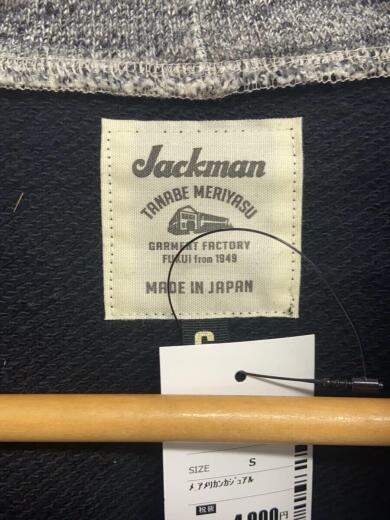 Jackman
TANABE MERIYASU
GARMENT FACTORY
FUKUI from 1949
MADE IN JAPAN
SIZE S
メ.アメリカンカジュアル
税抜